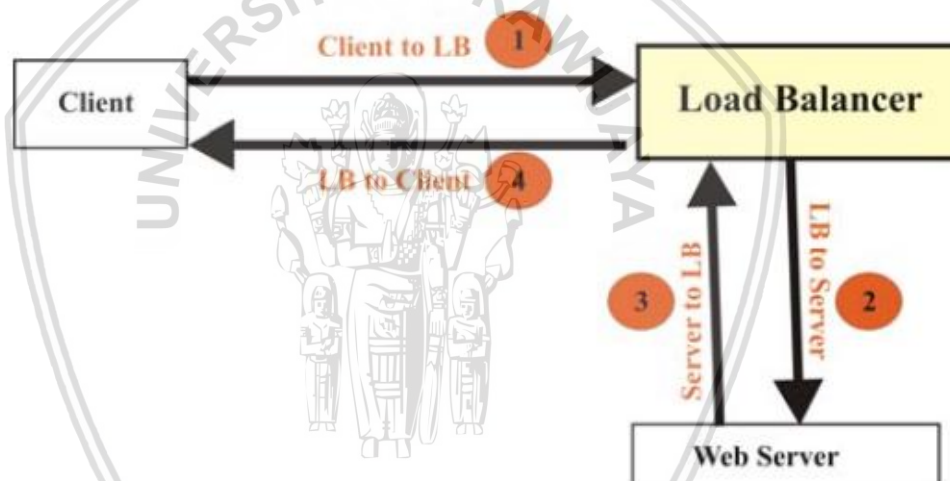 Client to LB
1
Client
Load Balancer
LB to Client
4
3
Server to LB
LB to Server
2
Web Server